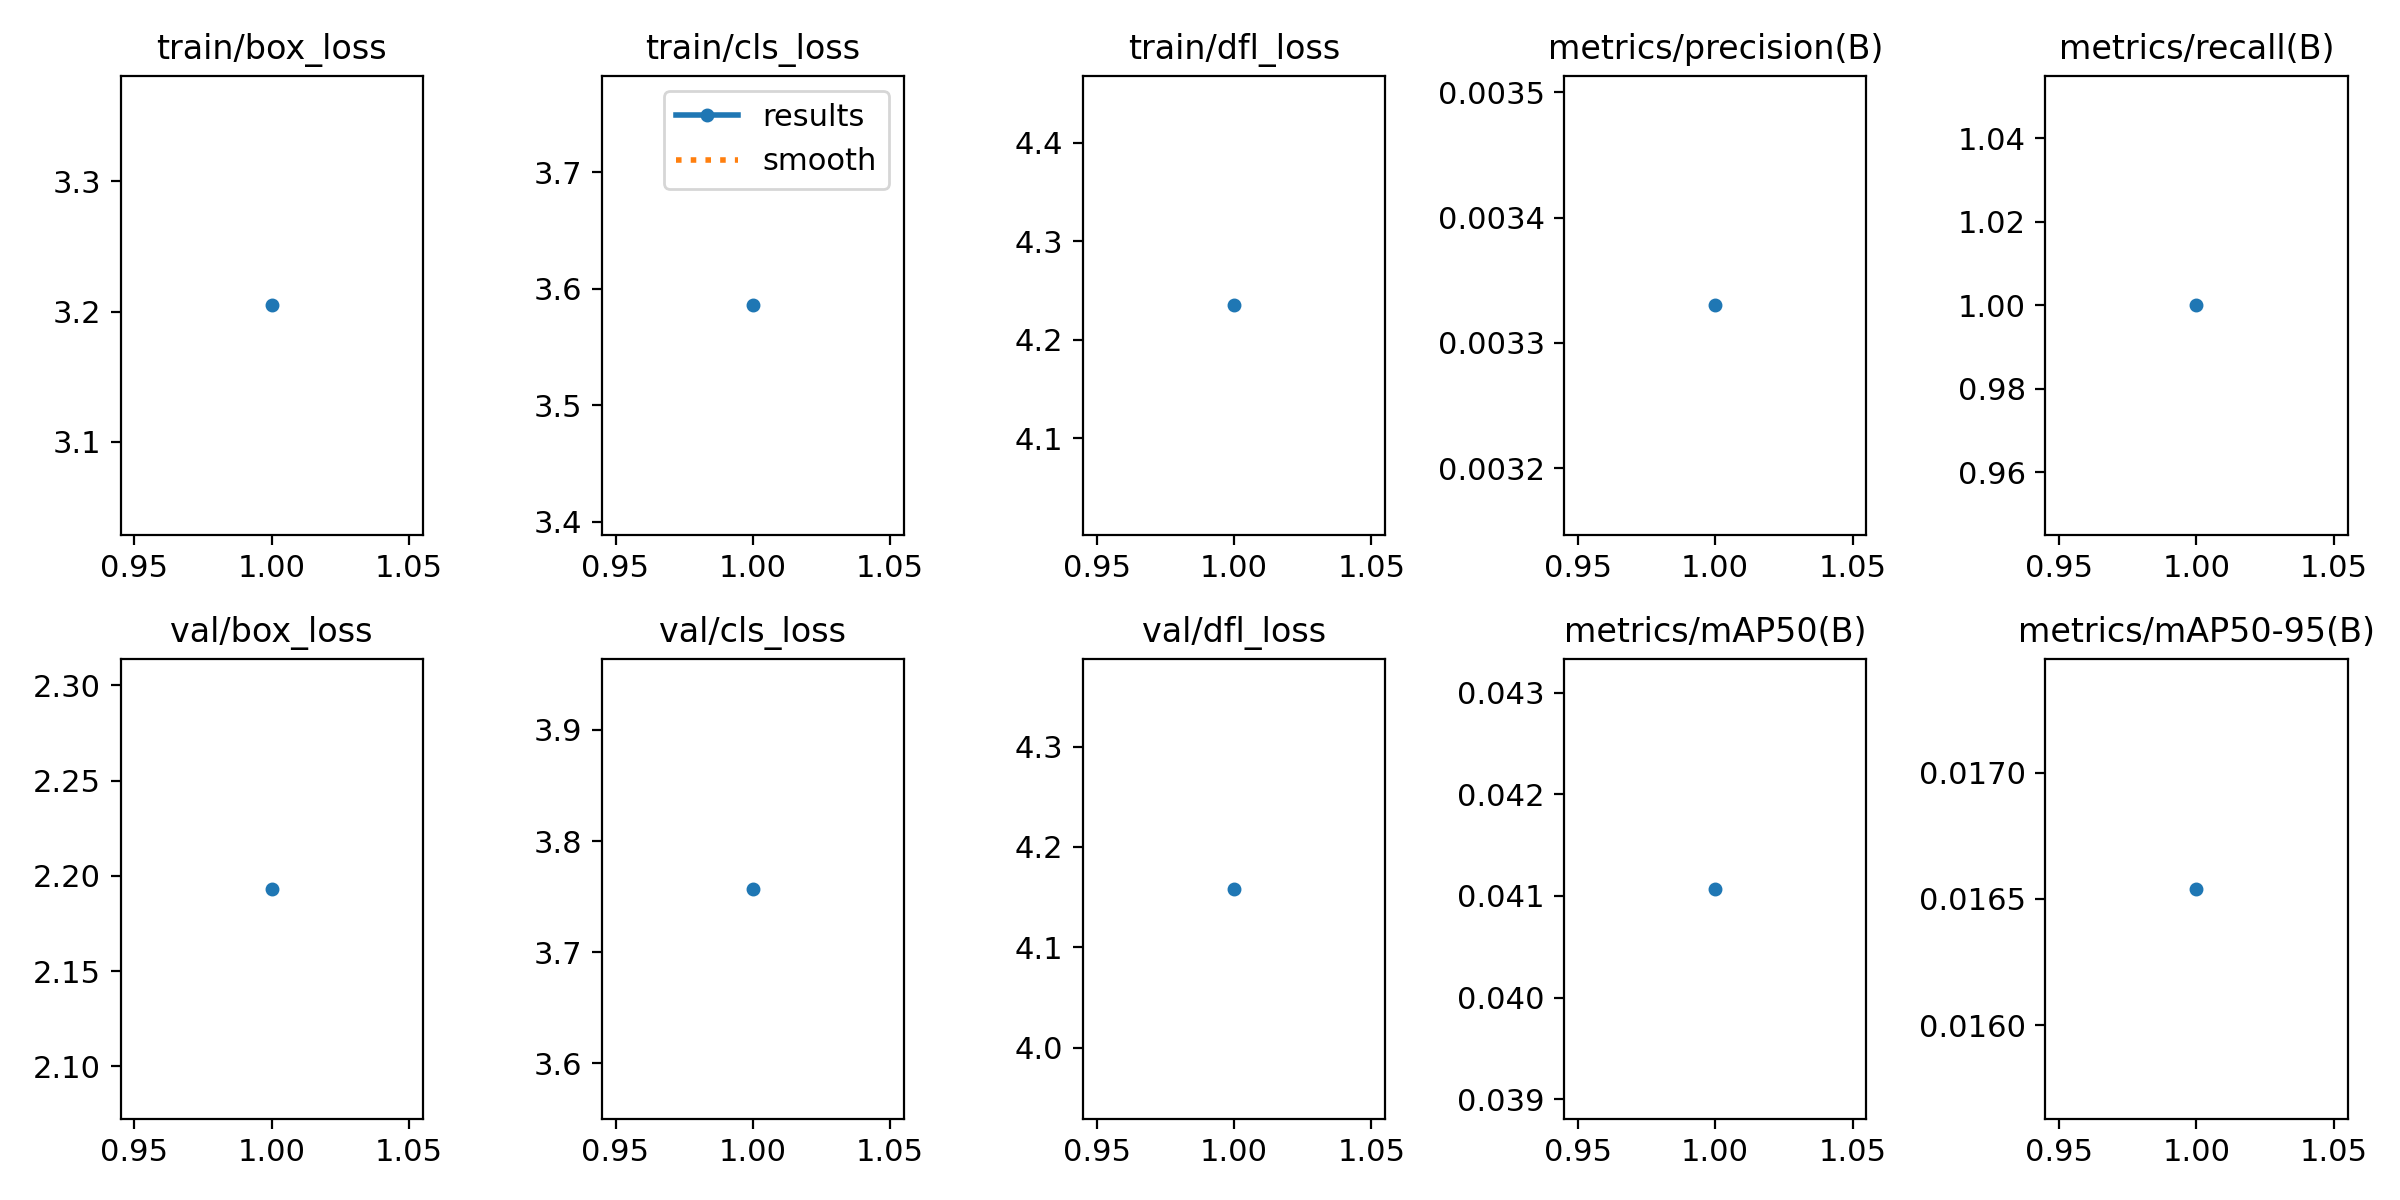 train/box_loss
3.3
3.2
3.1
0.95 1.00 1.05
train/cls_loss
results
smooth
3.7
3.6
3.5
3.4
0.95 1.00 1.05
train/dfl_loss
4.4
4.3
4.2
4.1
0.95 1.00 1.05
metrics/precision(B)
0.0035
0.0034
0.0033
0.0032
0.95 1.00 1.05
metrics/recall(B)
1.04
1.02
1.00
0.98
0.96
0.95 1.00 1.05
val/box_loss
2.30
2.25
2.20
2.15
2.10
0.95 1.00 1.05
val/cls_loss
3.9
3.8
3.7
3.6
0.95 1.00 1.05
val/dfl_loss
4.3
4.2
4.1
4.0
0.95 1.00 1.05
metrics/mAP50(B)
0.043
0.042
0.041
0.040
0.039
0.95 1.00 1.05
metrics/mAP50-95(B)
0.0170
0.0165
0.0160
0.95 1.00 1.05